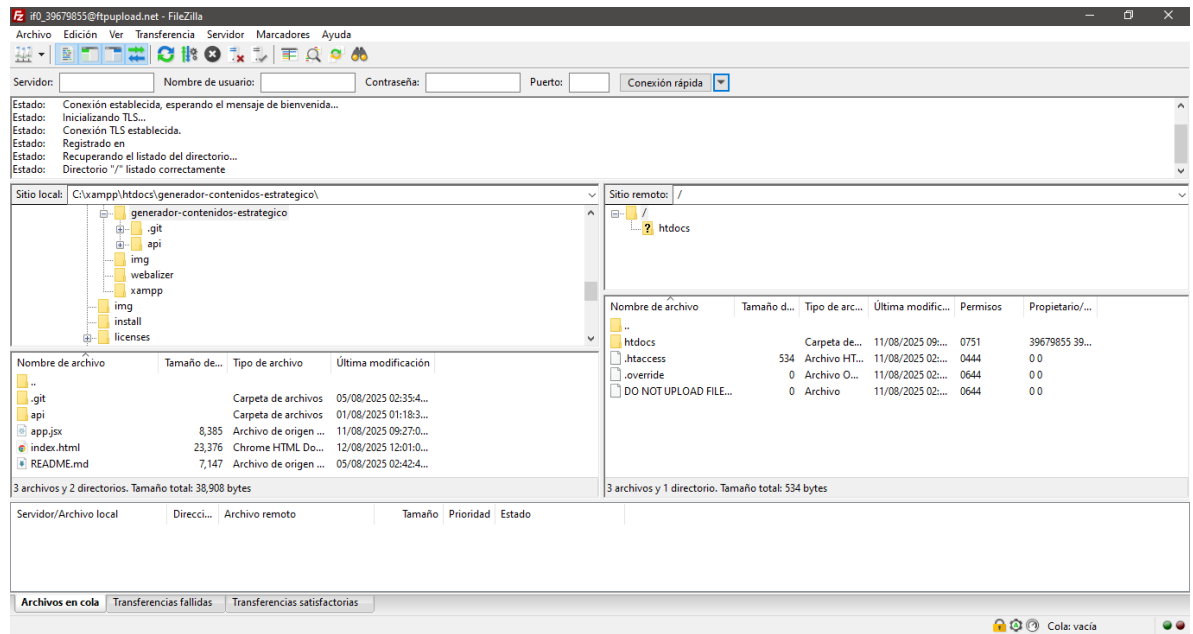 if0_39679855@ftpupload.net - FileZilla
Archivo Edición Ver Transferencia Servidor Marcadores Ayuda
Servidor: Nombre de usuario: Contraseña: Puerto: Conexión rápida
Estado: Conexión establecida, esperando el mensaje de bienvenida...
Estado: Inicializando TLS...
Estado: Conexión TLS establecida.
Estado: Registrado en
Estado: Recuperando el listado del directorio...
Estado: Directorio "/" listado correctamente
Sitio local: C:\xampp\htdocs\generador-contenidos-estrategico\
generador-contenidos-estrategico
.git
api
img
webalizer
xampp
img
install
licenses
Nombre de archivo Tamaño de... Tipo de archivo Última modificación
..
.git Carpeta de archivos 05/08/2025 02:35:4...
api Carpeta de archivos 01/08/2025 01:18:3...
app.jsx 8,385 Archivo de origen ... 11/08/2025 09:27:0...
index.html 23,376 Chrome HTML Do... 12/08/2025 12:01:0...
README.md 7,147 Archivo de origen ... 05/08/2025 02:42:4...
3 archivos y 2 directorios. Tamaño total: 38,908 bytes
Sitio remoto: /
/
? htdocs
Nombre de archivo Tamaño d... Tipo de arc... Última modific... Permisos Propietario/...
..
htdocs Carpeta de... 11/08/2025 09:... 0751 39679855 39...
.htaccess 534 Archivo HT... 11/08/2025 02:... 0444 0 0
.override 0 Archivo O... 11/08/2025 02:... 0644 0 0
DO NOT UPLOAD FILE... 0 Archivo 11/08/2025 02:... 0644 0 0
3 archivos y 1 directorio. Tamaño total: 534 bytes
Servidor/Archivo local Direcci... Archivo remoto Tamaño Prioridad Estado
Archivos en cola Transferencias fallidas Transferencias satisfactorias
Cola: vacía